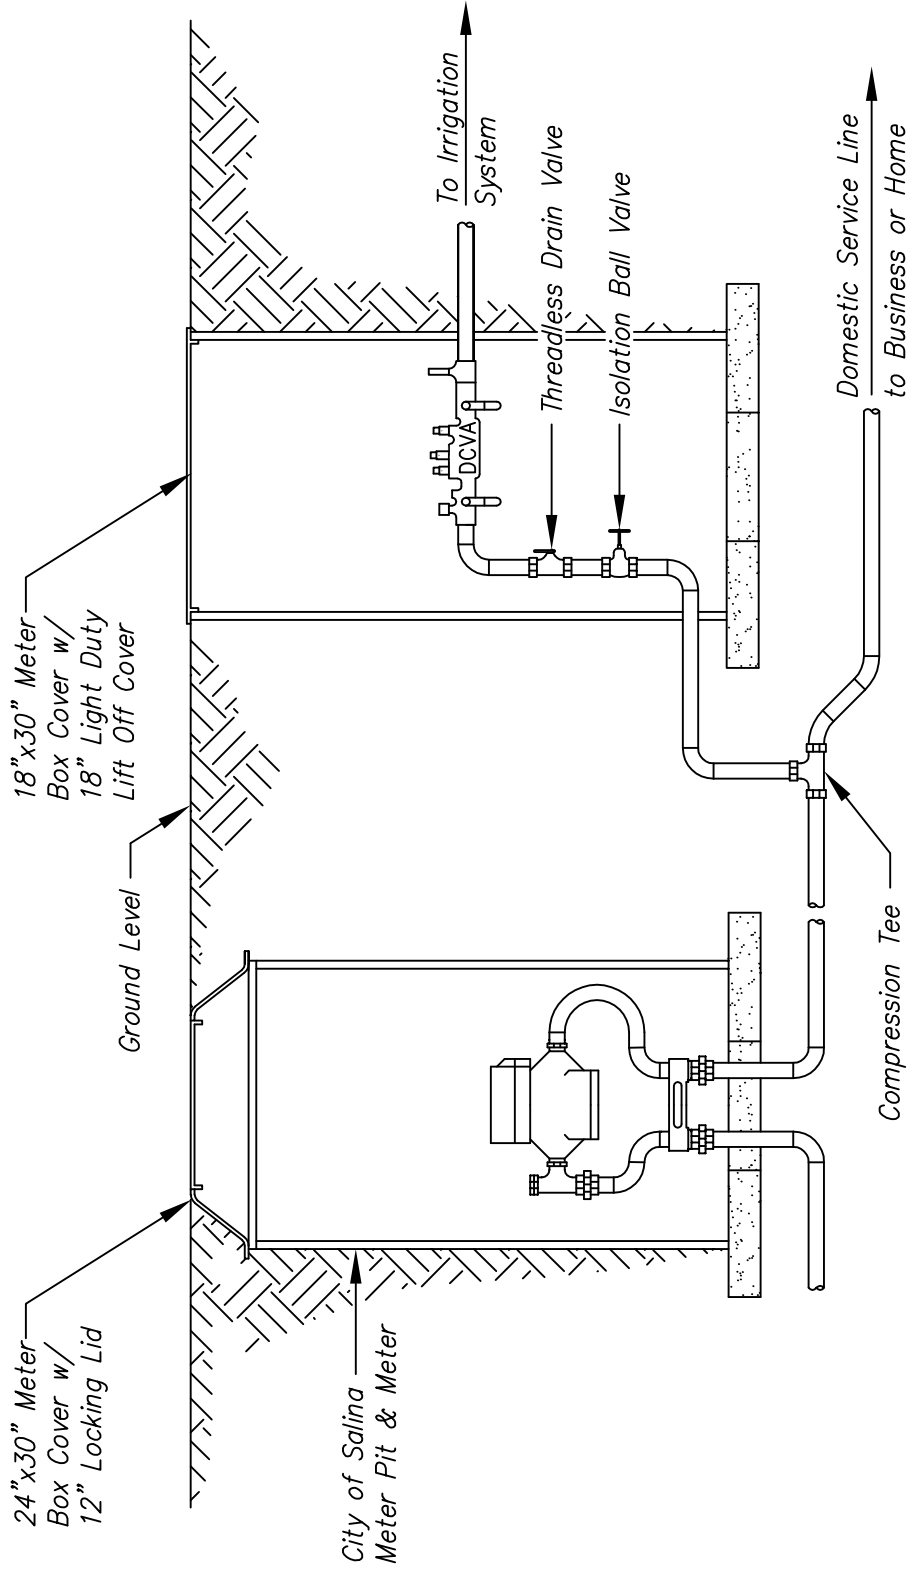 24"x30" Meter
Box Cover w/
12" Locking Lid
City of Salina
Meter Pit & Meter
Ground Level
18"x30" Meter
Box Cover w/
18" Light Duty
Lift Off Cover
DCVA
To Irrigation
System
Threadless Drain Valve
Isolation Ball Valve
Compression Tee
Domestic Service Line
to Business or Home